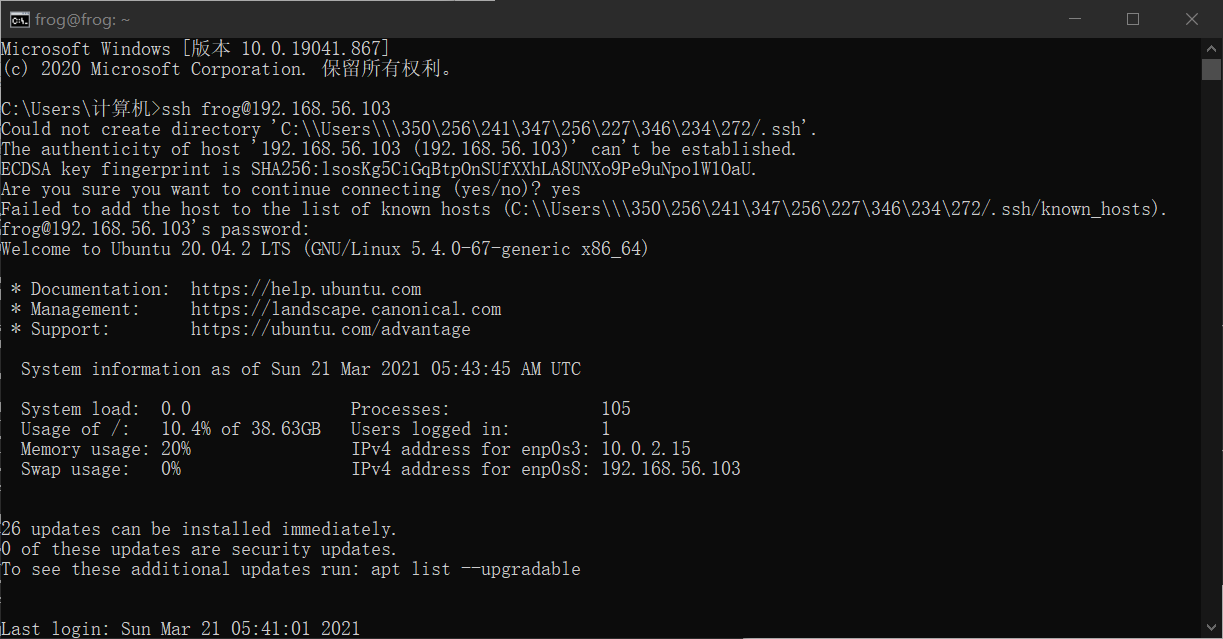 frog@frog: ~
Microsoft Windows [版本 10.0.19041.867]
(c) 2020 Microsoft Corporation. 保留所有权利。
C:\Users\计算机>ssh frog@192.168.56.103
Could not create directory 'C:\\Users\\\350\256\241\347\256\227\346\234\272/.ssh'.
The authenticity of host '192.168.56.103 (192.168.56.103)' can't be established.
ECDSA key fingerprint is SHA256:lsosKg5CiGqBtpOnSUfXXhLA8UNXo9Pe9uNpolWl0aU.
Are you sure you want to continue connecting (yes/no)? yes
Failed to add the host to the list of known hosts (C:\\Users\\\350\256\241\347\256\227\346\234\272/.ssh/known_hosts).
frog@192.168.56.103's password:
Welcome to Ubuntu 20.04.2 LTS (GNU/Linux 5.4.0-67-generic x86_64)
* Documentation: https://help.ubuntu.com
* Management: https://landscape.canonical.com
* Support: https://ubuntu.com/advantage
System information as of Sun 21 Mar 2021 05:43:45 AM UTC
System load: 0.0 Processes: 105
Usage of /: 10.4% of 38.63GB Users logged in: 1
Memory usage: 20% IPv4 address for enp0s3: 10.0.2.15
Swap usage: 0% IPv4 address for enp0s8: 192.168.56.103
26 updates can be installed immediately.
0 of these updates are security updates.
To see these additional updates run: apt list --upgradable
Last login: Sun Mar 21 05:41:01 2021